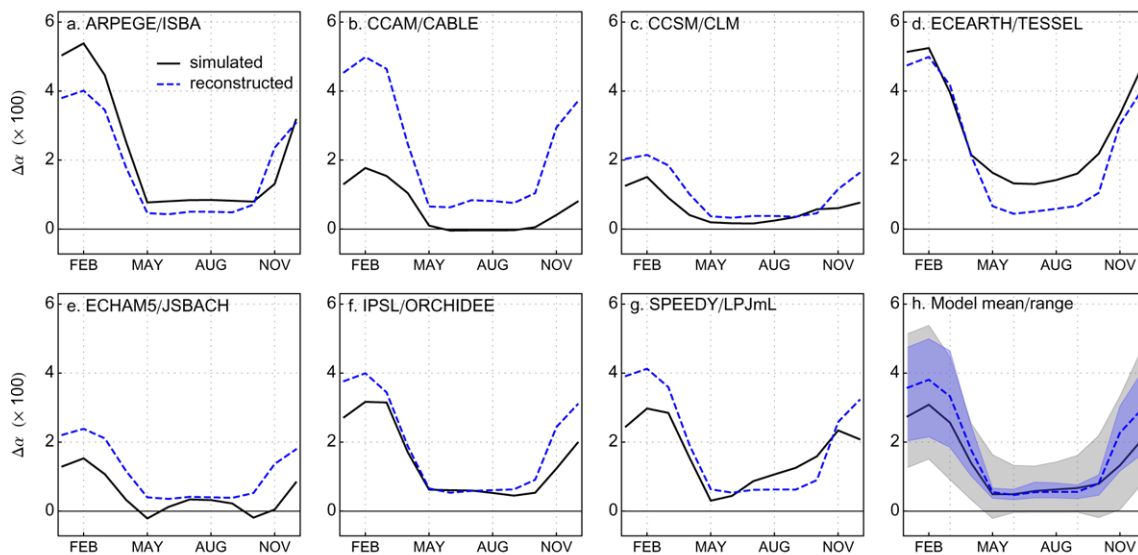 a. ARPEGE/ISBA
b. CCAM/CABLE
c. CCSM/CLM
d. ECEARTH/TESSEL
simulated
reconstructed
Δα (× 100)
6
4
2
0
FEB MAY AUG NOV
FEB MAY AUG NOV
FEB MAY AUG NOV
FEB MAY AUG NOV
e. ECHAM5/JSBACH
f. IPSL/ORCHIDEE
g. SPEEDY/LPJmL
h. Model mean/range
Δα (× 100)
6
4
2
0
FEB MAY AUG NOV
FEB MAY AUG NOV
FEB MAY AUG NOV
FEB MAY AUG NOV